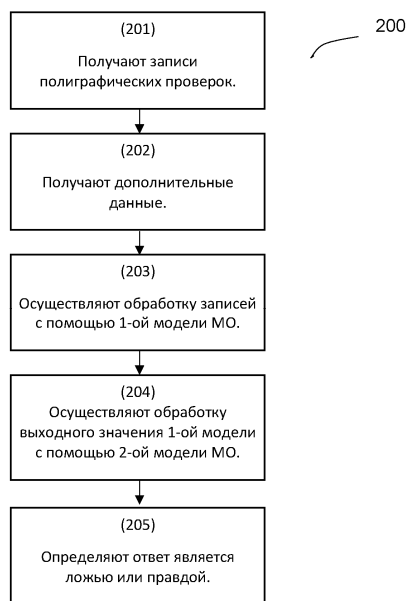 200
(201)
Получают записи
полиграфических проверок.
(202)
Получают дополнительные
данные.
(203)
Осуществляют обработку записей
с помощью 1-ой модели МО.
(204)
Осуществляют обработку
выходного значения 1-ой модели
с помощью 2-ой модели МО.
(205)
Определяют ответ является
ложью или правдой.